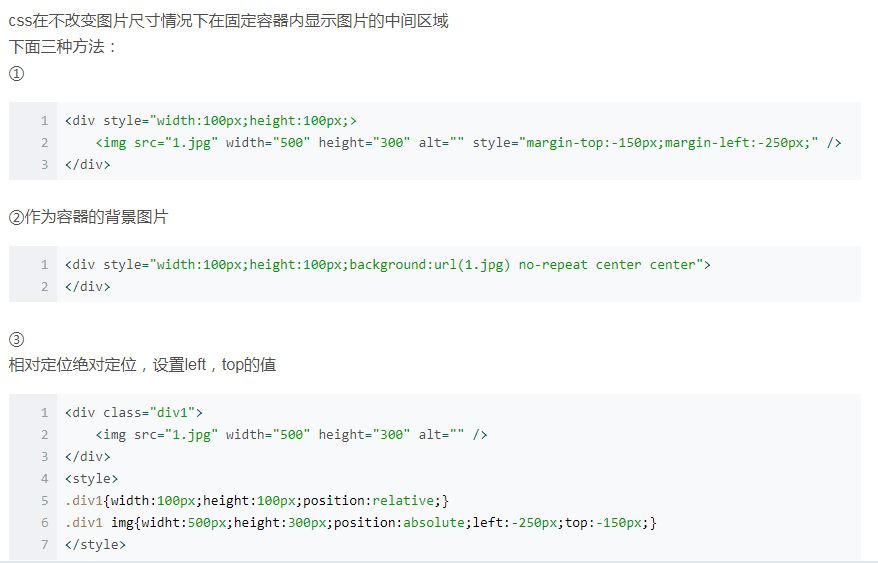 css在不改变图片尺寸情况下在固定容器内显示图片的中间区域
下面三种方法：
①
1 <div style="width:100px;height:100px;>
2     <img src="1.jpg" width="500" height="300" alt="" style="margin-top:-150px;margin-left:-250px;" />
3 </div>
②作为容器的背景图片
1 <div style="width:100px;height:100px;background:url(1.jpg) no-repeat center center">
2 </div>
③
相对定位绝对定位，设置left，top的值
1 <div class="div1">
2     <img src="1.jpg" width="500" height="300" alt="" />
3 </div>
4 <style>
5 .div1{width:100px;height:100px;position:relative;}
6 .div1 img{widht:500px;height:300px;position:absolute;left:-250px;top:-150px;}
7 </style>